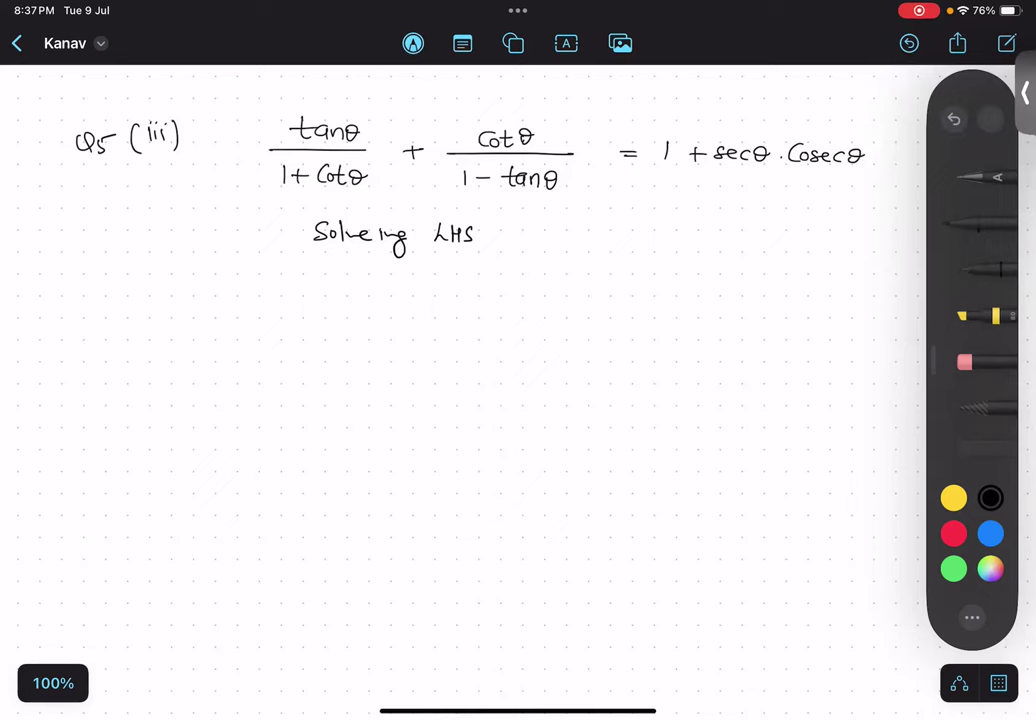 8:37 PM Tue 9 Jul
76%
Kanav
Q5 (iii) tanθ / 1 + Cotθ + Cotθ / 1 - tanθ = 1 + secθ . Cosecθ
Solveing LHS
100%